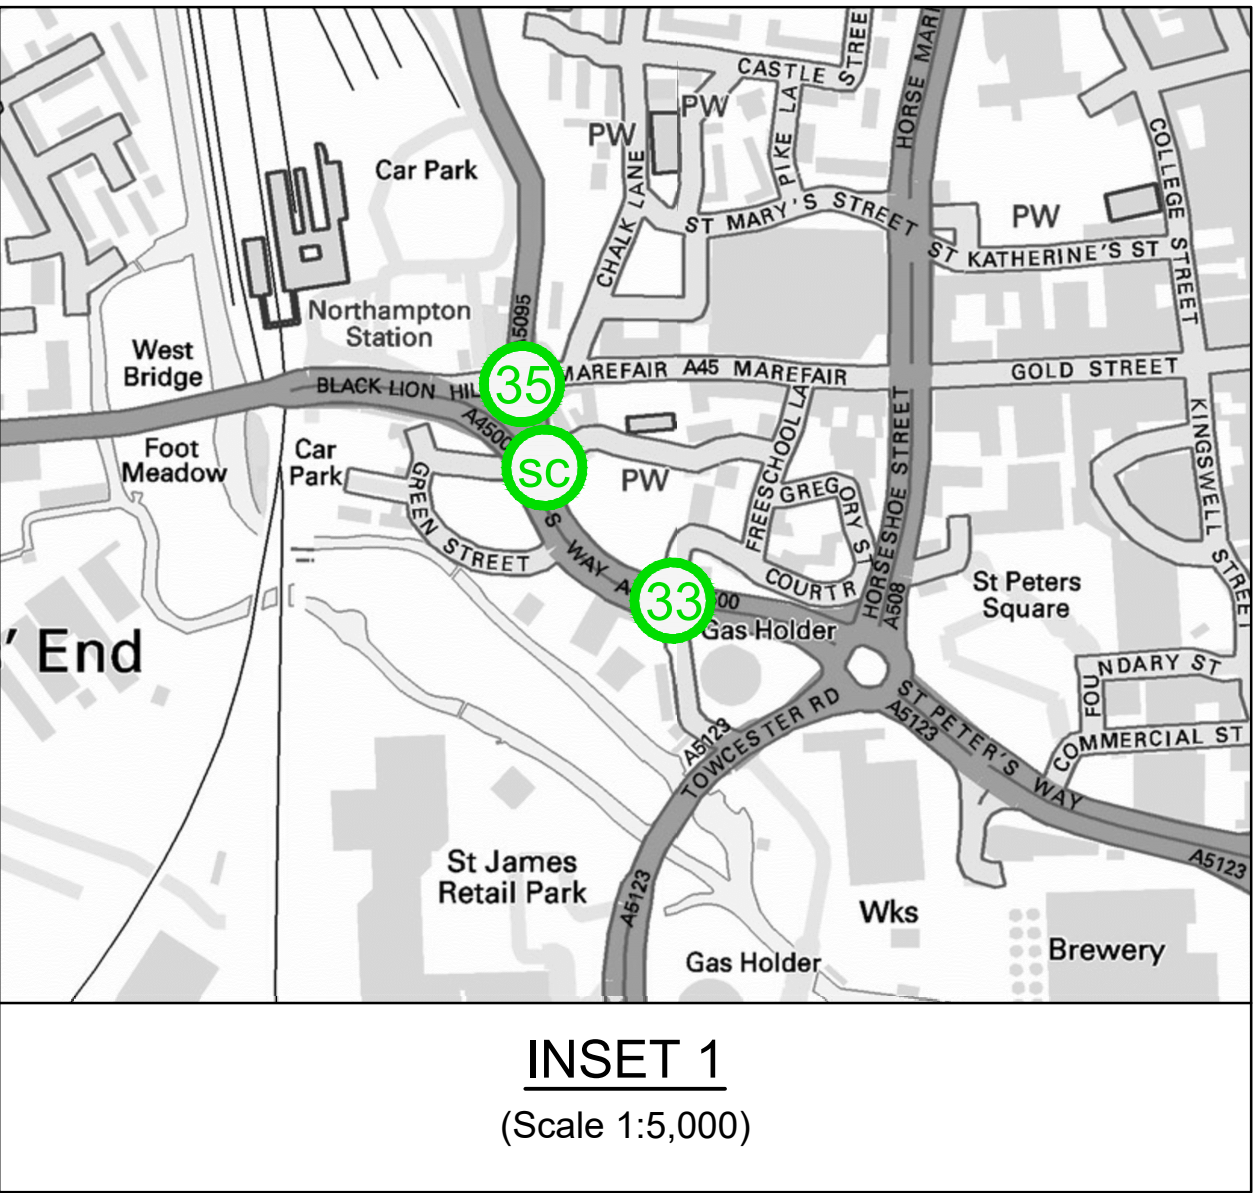 CASTLE STREE
HORSE MARI
PW
PW
PIKE LA
CHALK LANE
COLLEGE STREET
Car Park
ST MARY'S STREET
PW
ST KATHERINE'S ST
Northampton
Station
A5095
West
Bridge
BLACK LION HIL
35
MAREFAIR A45 MAREFAIR
GOLD STREET
A4500
Foot
Meadow
Car
Park
sc
PW
FREESCHOOL LA
GREGORY ST
HORSESHOE STREET
KINGSWELL STREET
GREEN STREET
S WAY
33
500
COURT R
A508
St Peters
Square
' End
Gas Holder
FOU
NDARY ST
COMMERCIAL ST
A5123
TOWCESTER RD
ST PETER'S WAY
A5123
A5123
St James
Retail Park
A5123
Wks
Gas Holder
Brewery
INSET 1
(Scale 1:5,000)